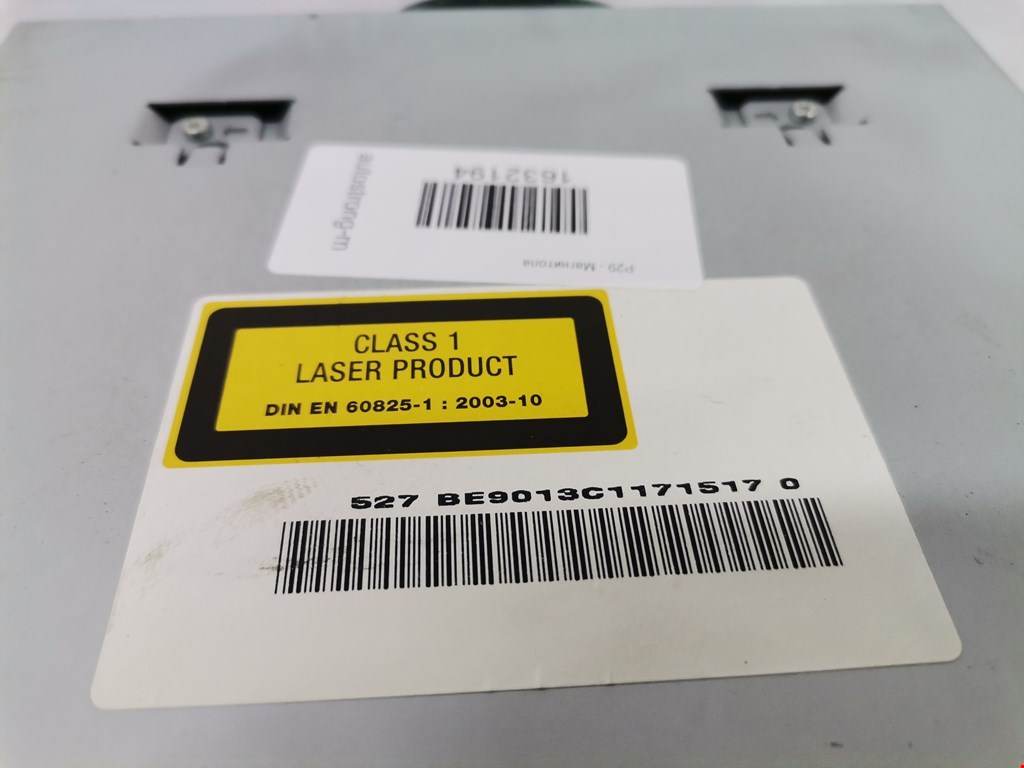 autostrong-m
1632194
P29 - Магнитола
CLASS 1
LASER PRODUCT
DIN EN 60825-1 : 2003-10
527 BE9013C1171517 0